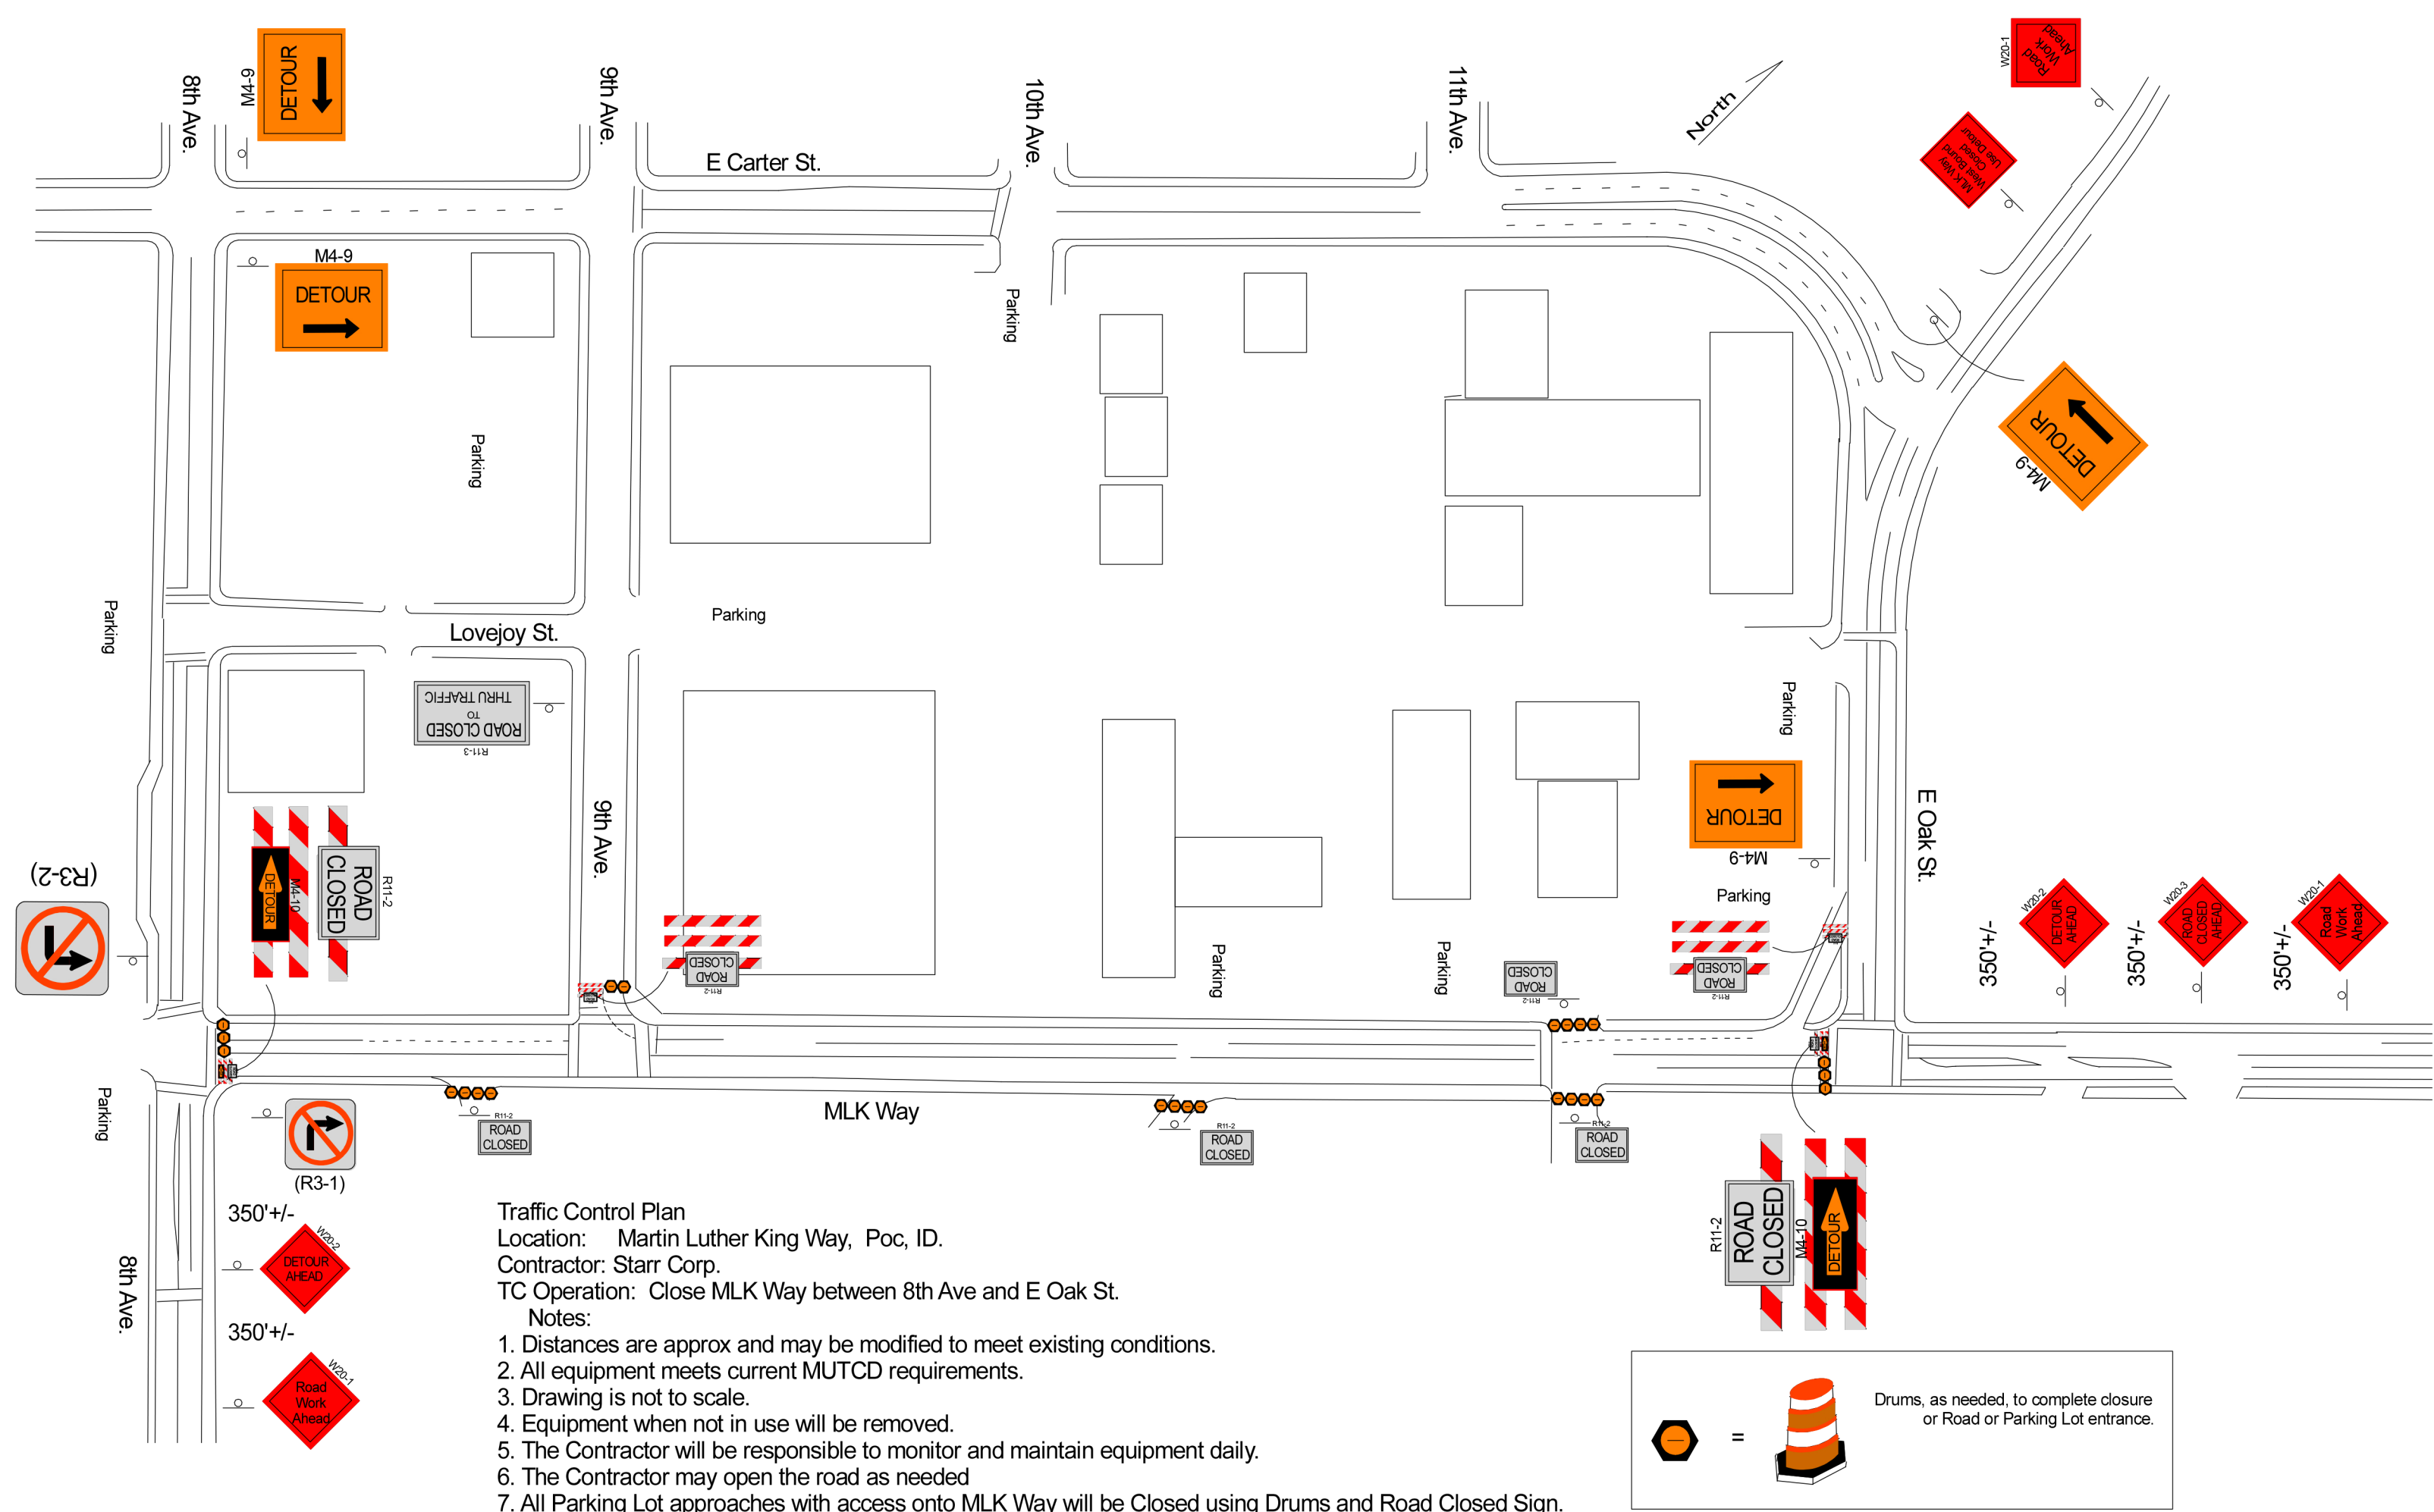 DETOUR
M4-9
8th Ave.
9th Ave.
E Carter St.
10th Ave.
11th Ave.
North
W20-1
Road
Work
Ahead
MLK Way
West Bound
Closed
Use Detour
M4-9
DETOUR
DETOUR
M4-9
Parking
Parking
Parking
Lovejoy St.
Parking
R11-3
ROAD CLOSED
TO
THRU TRAFFIC
Parking
M4-9
DETOUR
Parking
E Oak St.
9th Ave.
(R3-2)
DETOUR
M4-10
ROAD
CLOSED
R11-2
R11-2
ROAD
CLOSED
Parking
Parking
R11-2
ROAD
CLOSED
R11-2
ROAD
CLOSED
350'+/-
W20-2
DETOUR
AHEAD
350'+/-
W20-3
ROAD
CLOSED
AHEAD
350'+/-
W20-1
Road
Work
Ahead
Parking
MLK Way
R11-2
ROAD
CLOSED
R11-2
ROAD
CLOSED
R11-2
ROAD
CLOSED
(R3-1)
350'+/-
W20-2
DETOUR
AHEAD
8th Ave.
350'+/-
W20-1
Road
Work
Ahead
R11-2
ROAD
CLOSED
M4-10
DETOUR
Traffic Control Plan
Location: Martin Luther King Way, Poc, ID.
Contractor: Starr Corp.
TC Operation: Close MLK Way between 8th Ave and E Oak St.
Notes:
1. Distances are approx and may be modified to meet existing conditions.
2. All equipment meets current MUTCD requirements.
3. Drawing is not to scale.
4. Equipment when not in use will be removed.
5. The Contractor will be responsible to monitor and maintain equipment daily.
6. The Contractor may open the road as needed
7. All Parking Lot approaches with access onto MLK Way will be Closed using Drums and Road Closed Sign.
=
Drums, as needed, to complete closure
or Road or Parking Lot entrance.